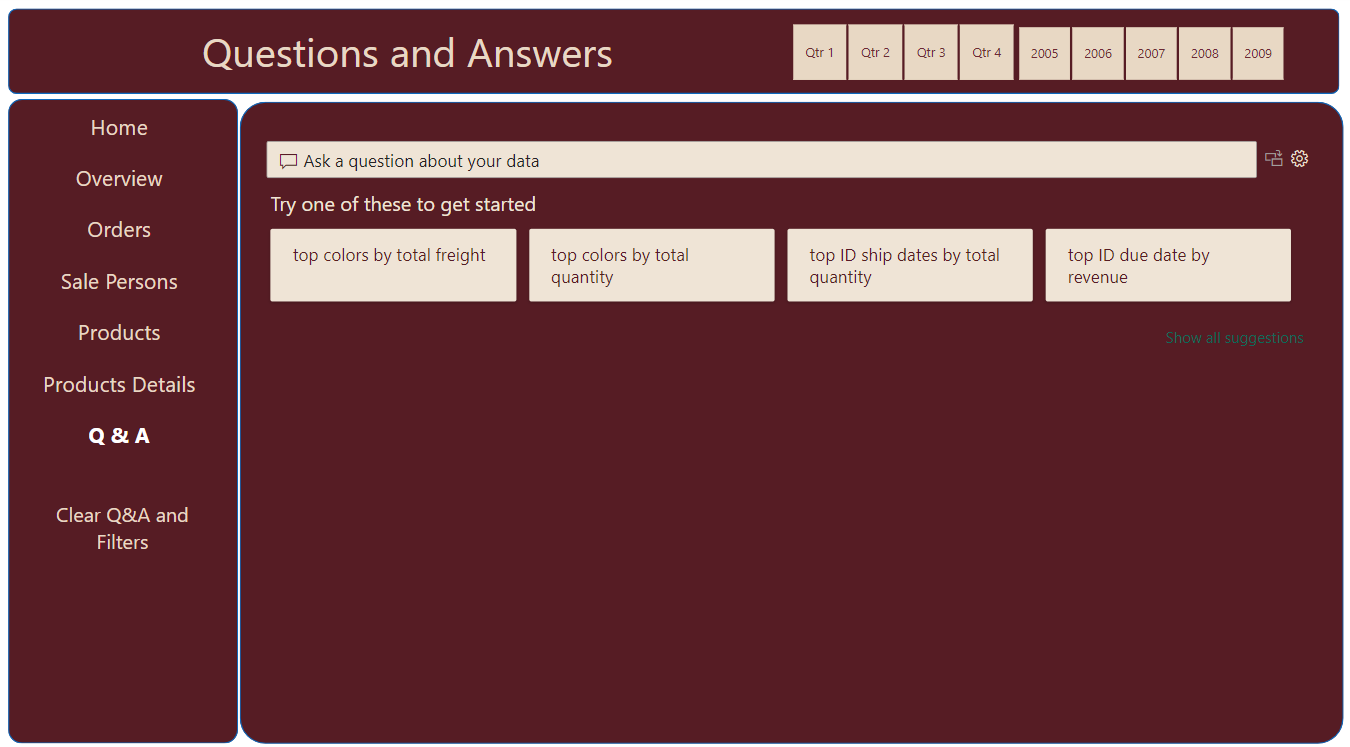 Questions and Answers
Qtr 1 Qtr 2 Qtr 3 Qtr 4 2005 2006 2007 2008 2009
Home
Overview
Orders
Sale Persons
Products
Products Details
Q & A
Clear Q&A and
Filters
Ask a question about your data
Try one of these to get started
top colors by total freight
top colors by total
quantity
top ID ship dates by total
quantity
top ID due date by
revenue
Show all suggestions